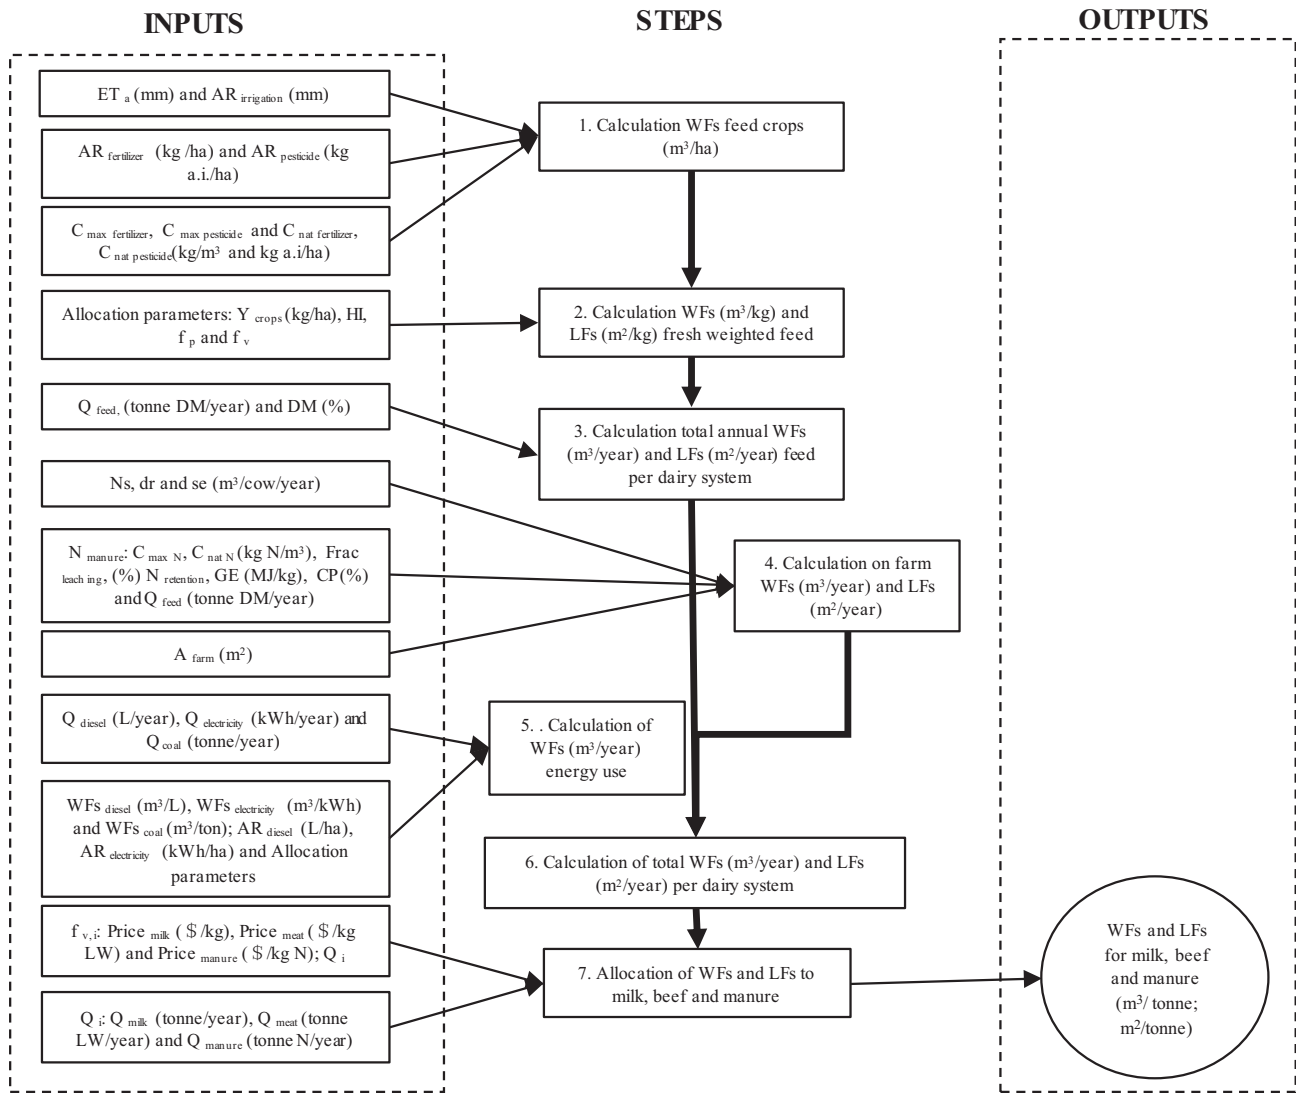 INPUTS
STEPS
OUTPUTS
ET a (mm) and AR irrigation (mm)
AR fertilizer (kg /ha) and AR pesticide (kg
a.i./ha)
C max fertilizer, C max pesticide and C nat fertilizer,
C nat pesticide(kg/m³ and kg a.i/ha)
Allocation parameters: Y crops (kg/ha), HI,
f p and f v
Q feed, (tonne DM/year) and DM (%)
Ns, dr and se (m³/cow/year)
N manure: C max N, C nat N (kg N/m³), Frac
leaching, (%) N retention, GE (MJ/kg), CP(%)
and Q feed (tonne DM/year)
A farm (m²)
Q diesel (L/year), Q electricity (kWh/year) and
Q coal (tonne/year)
WFs diesel (m³/L), WFs electricity (m³/kWh)
and WFs coal (m³/ton); AR diesel (L/ha),
AR electricity (kWh/ha) and Allocation
parameters
f v,i: Price milk ( $/kg), Price meat ( $/kg
LW) and Price manure ( $/kg N); Q i
Q i: Q milk (tonne/year), Q meat (tonne
LW/year) and Q manure (tonne N/year)
1. Calculation WFs feed crops
(m³/ha)
2. Calculation WFs (m³/kg) and
LFs (m²/kg) fresh weighted feed
3. Calculation total annual WFs
(m³/year) and LFs (m²/year) feed
per dairy system
4. Calculation on farm
WFs (m³/year) and LFs
(m²/year)
5. . Calculation of
WFs (m³/year)
energy use
6. Calculation of total WFs (m³/year) and LFs
(m²/year) per dairy system
7. Allocation of WFs and LFs to
milk, beef and manure
WFs and LFs
for milk, beef
and manure
(m³/ tonne;
m²/tonne)